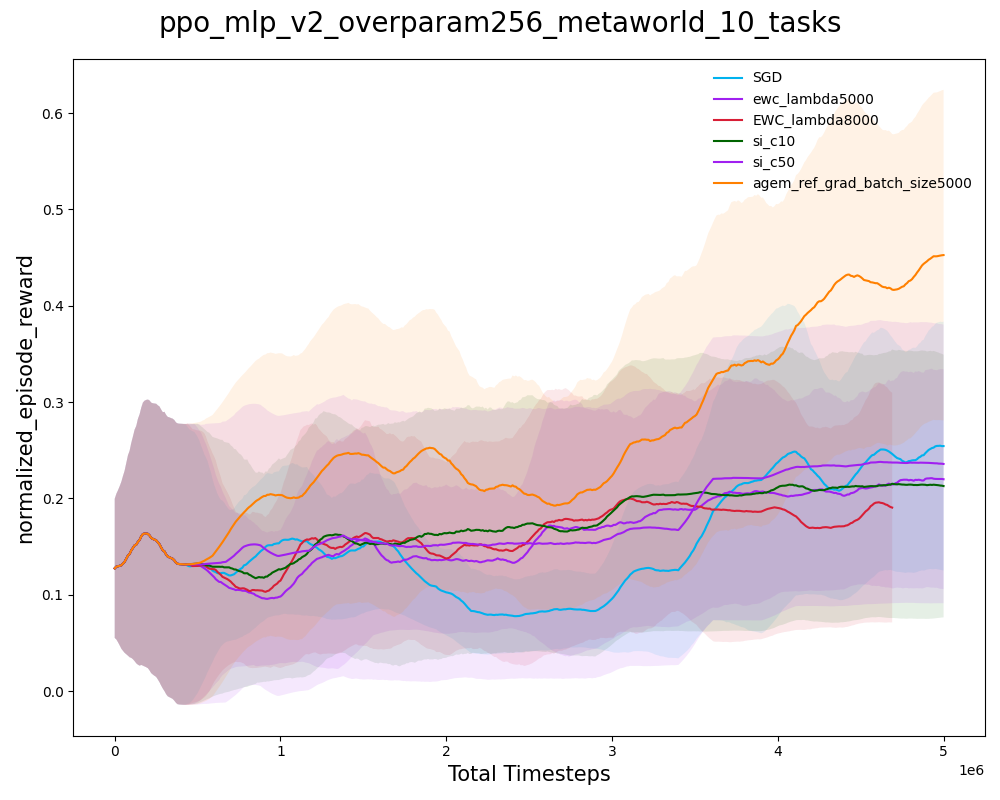 ppo_mlp_v2_overparam256_metaworld_10_tasks
SGD
ewc_lambda5000
EWC_lambda8000
si_c10
si_c50
agem_ref_grad_batch_size5000
normalized_episode_reward
0.6
0.5
0.4
0.3
0.2
0.1
0.0
0 1 2 3 4 5
1e6
Total Timesteps